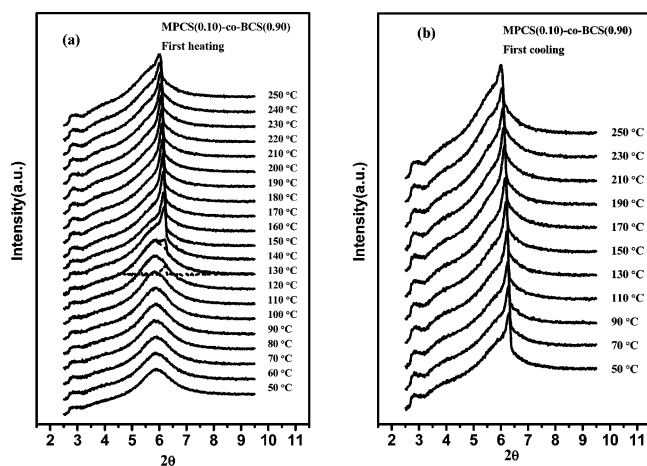 (a)
MPCS(0.10)-co-BCS(0.90)
First heating
250 °C
240 °C
230 °C
220 °C
210 °C
200 °C
190 °C
180 °C
170 °C
160 °C
150 °C
140 °C
130 °C
120 °C
110 °C
100 °C
90 °C
80 °C
70 °C
60 °C
50 °C
Intensity(a.u.)
2 3 4 5 6 7 8 9 10 11
2θ
(b)
MPCS(0.10)-co-BCS(0.90)
First cooling
250 °C
230 °C
210 °C
190 °C
170 °C
150 °C
130 °C
110 °C
90 °C
70 °C
50 °C
Intensity(a.u.)
2 3 4 5 6 7 8 9 10 11
2θ